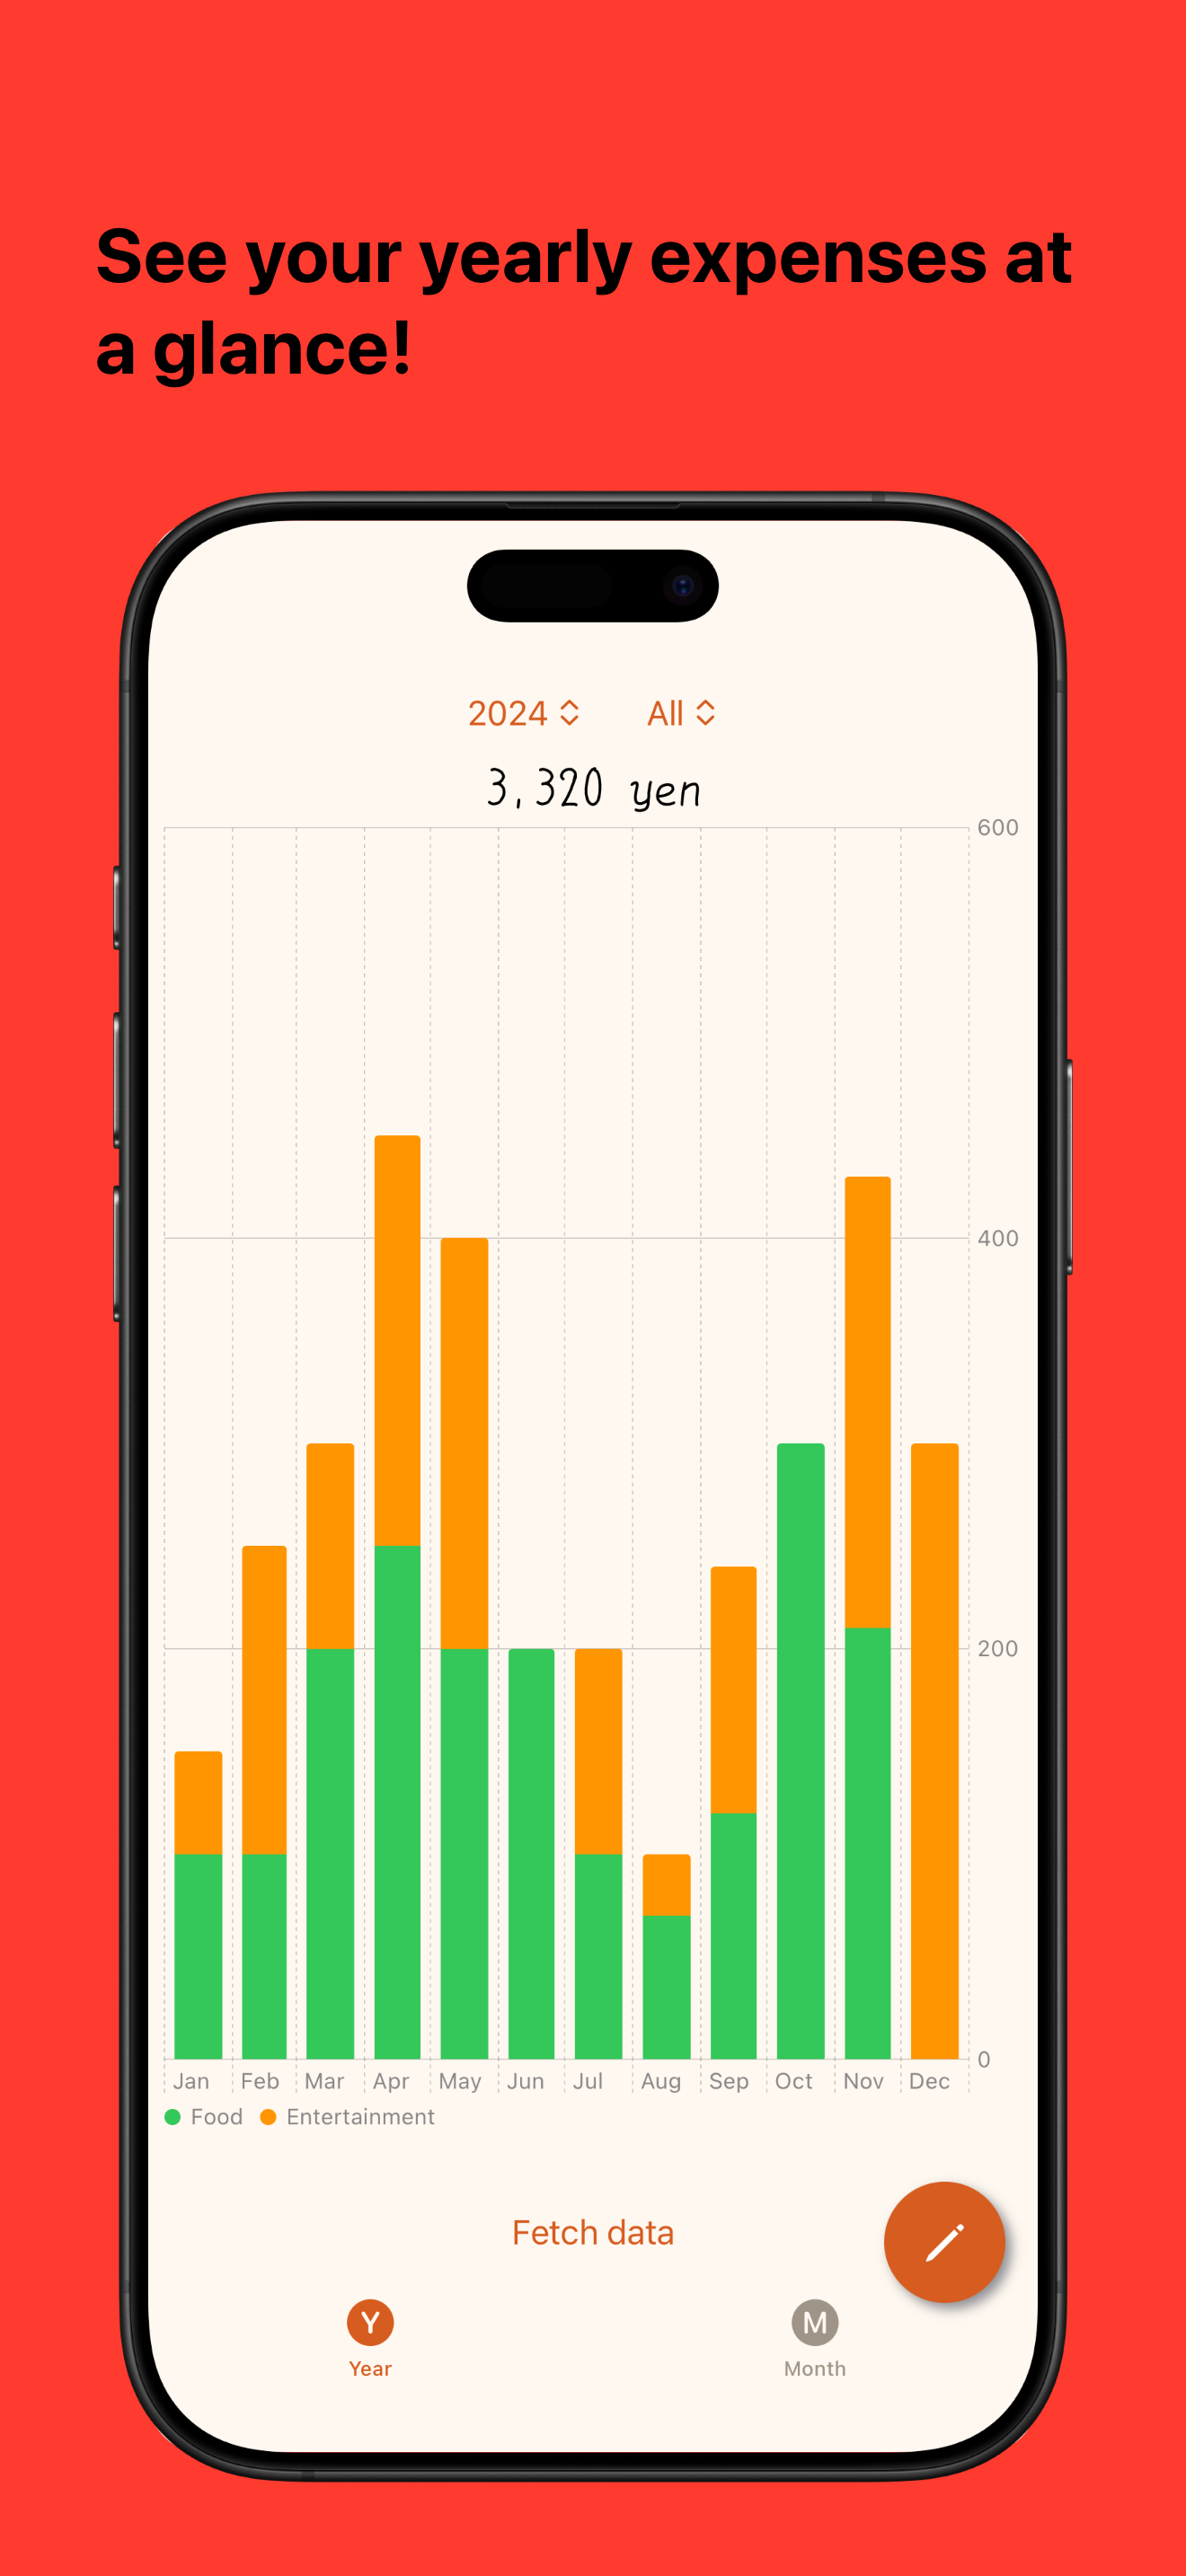 See your yearly expenses at
a glance!
2024 All
3,320 yen
600
400
200
0
Jan Feb Mar Apr May Jun Jul Aug Sep Oct Nov Dec
Food Entertainment
Fetch data
Y M
Year Month